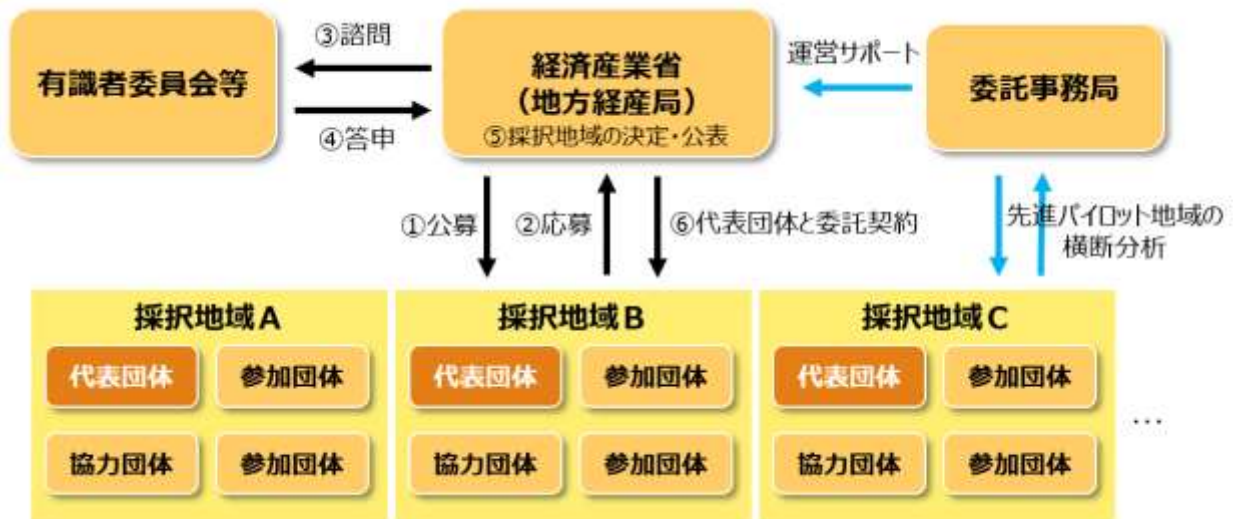 ③諮問
有識者委員会等
④答申
経済産業省
（地方経産局）
⑤採択地域の決定・公表
運営サポート
委託事務局
①公募
②応募
⑥代表団体と委託契約
先進パイロット地域の
横断分析
採択地域A
代表団体
参加団体
協力団体
参加団体
採択地域B
代表団体
参加団体
協力団体
参加団体
採択地域C
代表団体
参加団体
協力団体
参加団体
…